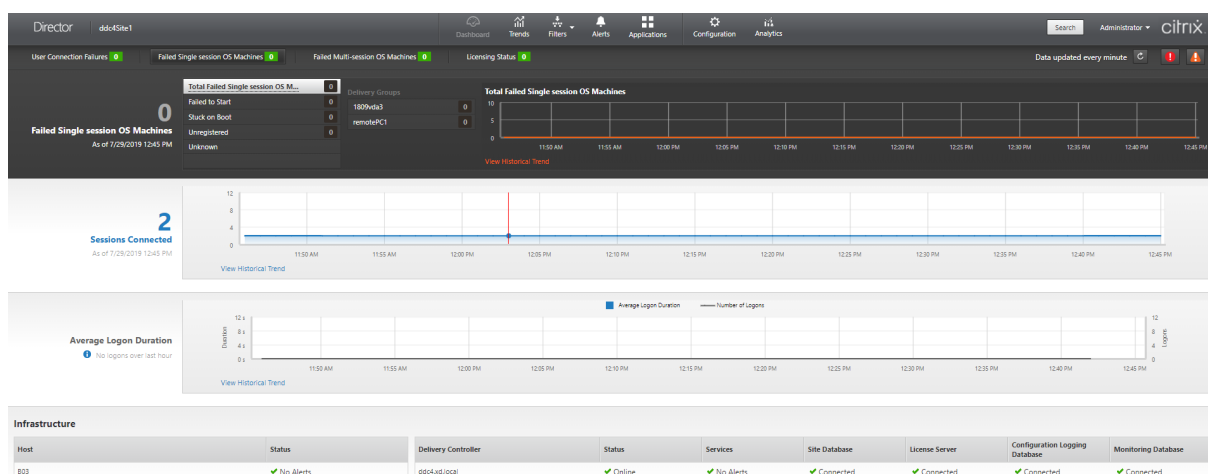 Director ddc4Site1 Dashboard Trends Filters Alerts Applications Configuration Analytics Search Administrator citrix
User Connection Failures 0 Failed Single session OS Machines 0 Failed Multi-session OS Machines 0 Licensing Status 0 Data updated every minute
0
Failed Single session OS Machines
As of 7/29/2019 12:45 PM
Total Failed Single session OS M... 0
Failed to Start 0
Stuck on Boot 0
Unregistered 0
Unknown
Delivery Groups
1809vda3 0
remotePC1 0
Total Failed Single session OS Machines
10
5
0
11:50 AM 11:55 AM 12:00 PM 12:05 PM 12:10 PM 12:15 PM 12:20 PM 12:25 PM 12:30 PM 12:35 PM 12:40 PM 12:45 PM
View Historical Trend
2
Sessions Connected
As of 7/29/2019 12:45 PM
12
8
4
0
11:50 AM 11:55 AM 12:00 PM 12:05 PM 12:10 PM 12:15 PM 12:20 PM 12:25 PM 12:30 PM 12:35 PM 12:40 PM 12:45 PM
View Historical Trend
Average Logon Duration
No logons over last hour
Average Logon Duration Number of Logons
Duration
12 s
8 s
4 s
0 s
12
8
4
0
Logons
11:50 AM 11:55 AM 12:00 PM 12:05 PM 12:10 PM 12:15 PM 12:20 PM 12:25 PM 12:30 PM 12:35 PM 12:40 PM 12:45 PM
View Historical Trend
Infrastructure
Host Status Delivery Controller Status Services Site Database License Server Configuration Logging Database Monitoring Database
B03 No Alerts ddc4.xd.local Online No Alerts Connected Connected Connected Connected